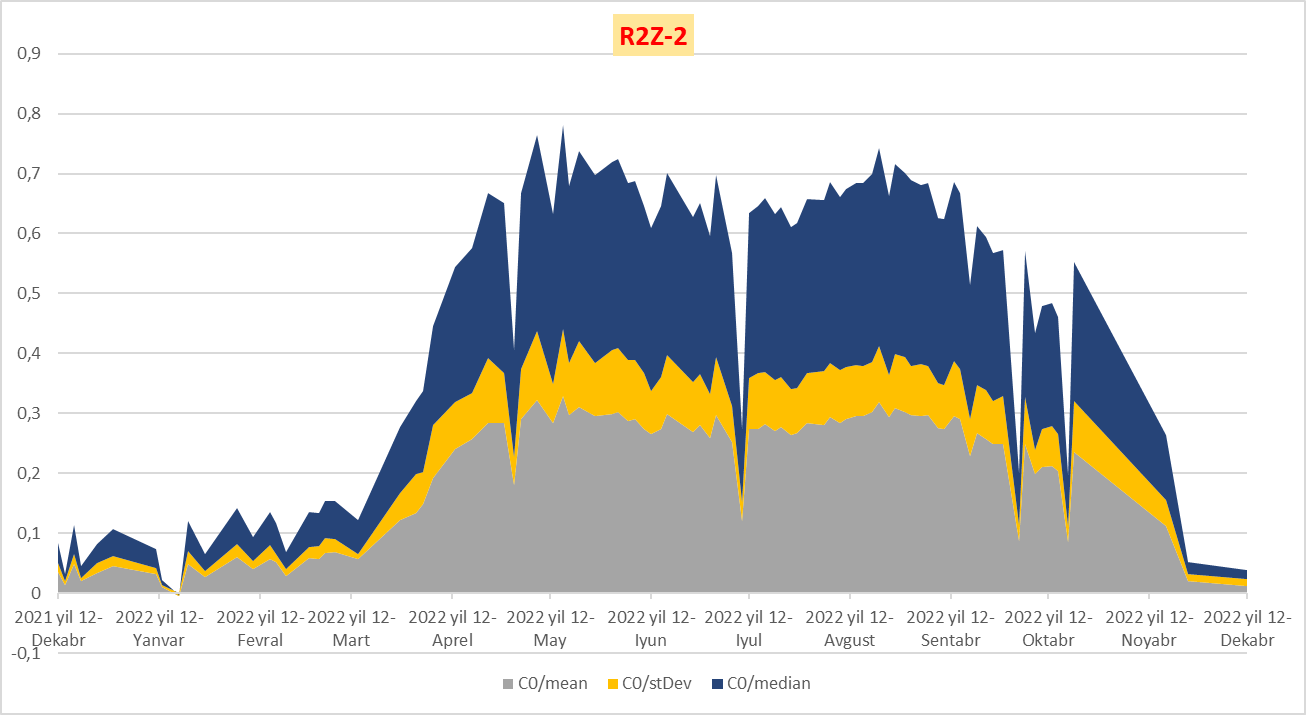 R2Z-2
0,9
0,8
0,7
0,6
0,5
0,4
0,3
0,2
0,1
0
-0,1
2021 yil 12-
Dekabr
2022 yil 12-
Yanvar
2022 yil 12-
Fevral
2022 yil 12-
Mart
2022 yil 12-
Aprel
2022 yil 12-
May
2022 yil 12-
Iyun
2022 yil 12-
Iyul
2022 yil 12-
Avgust
2022 yil 12-
Sentabr
2022 yil 12-
Oktabr
2022 yil 12-
Noyabr
2022 yil 12-
Dekabr
C0/mean
C0/stDev
C0/median